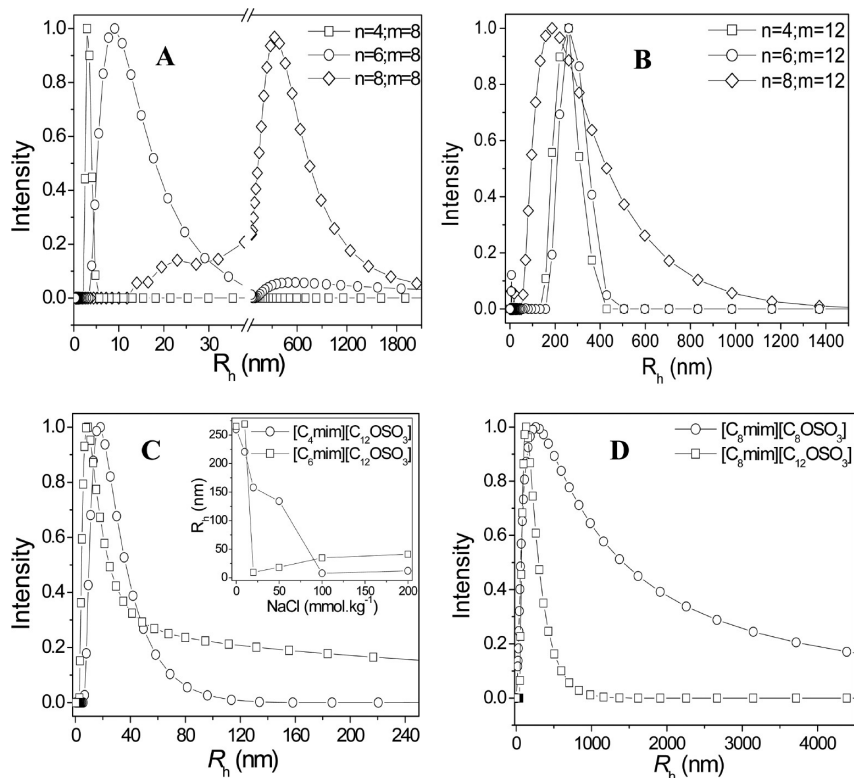 A
n=4;m=8
n=6;m=8
n=8;m=8
Intensity
1.0
0.8
0.6
0.4
0.2
0.0
0 10 20 30 600 1200 1800
Rh (nm)
B
n=4;m=12
n=6;m=12
n=8;m=12
Intensity
1.0
0.8
0.6
0.4
0.2
0.0
0 200 400 600 800 1000 1200 1400
Rh (nm)
C
Intensity
1.0
0.8
0.6
0.4
0.2
0.0
0 40 80 120 160 200 240
Rh (nm)
[C4mim][C12OSO3]
[C6mim][C12OSO3]
Rh (nm)
250
200
150
100
50
0
0 50 100 150 200
NaCl (mmol.kg-1)
D
[C8mim][C8OSO3]
[C8mim][C12OSO3]
Intensity
1.0
0.8
0.6
0.4
0.2
0.0
0 1000 2000 3000 4000
Rh (nm)